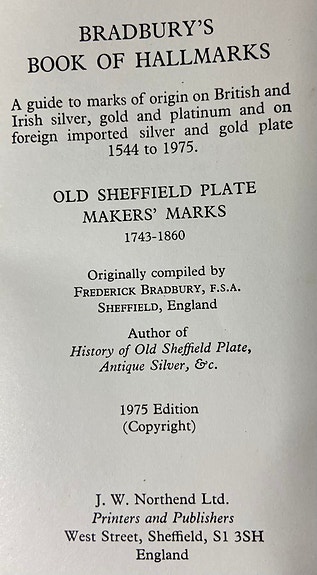 BRADBURY'S
BOOK OF HALLMARKS
A guide to marks of origin on British and
Irish silver, gold and platinum and on
foreign imported silver and gold plate
1544 to 1975.
OLD SHEFFIELD PLATE
MAKERS' MARKS
1743-1860
Originally compiled by
FREDERICK BRADBURY, F.S.A.
SHEFFIELD, England
Author of
History of Old Sheffield Plate,
Antique Silver, &c.
1975 Edition
(Copyright)
J. W. Northend Ltd.
Printers and Publishers
West Street, Sheffield, S1 3SH
England